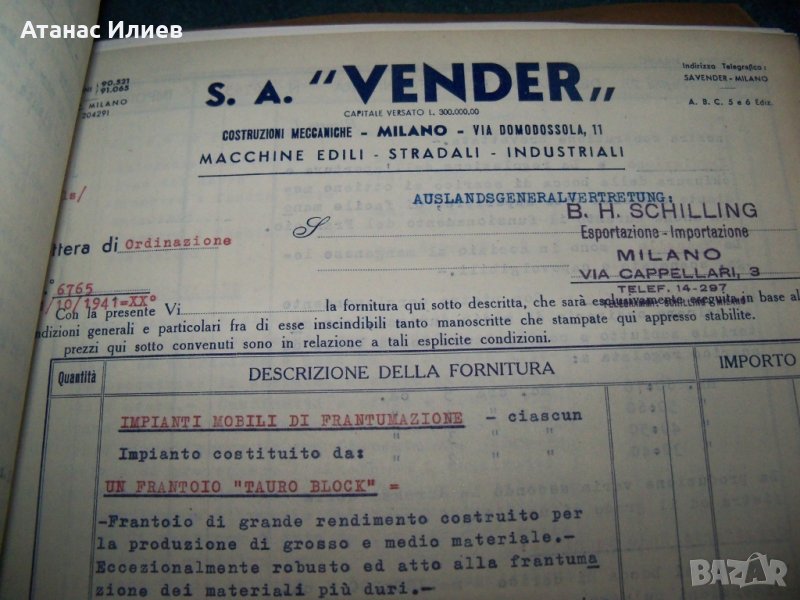 Атанас Илиев
S. A. "VENDER„
CAPITALE VERSATO L. 300.000,00
COSTRUZIONI MECCANICHE - MILANO - VIA DOMODOSSOLA, 11
MACCHINE EDILI - STRADALI - INDUSTRIALI
90.521
91.065
MILANO
204291
Indirizzo Telegrafico:
SAVENDER - MILANO
A. B. C. 5 e 6 Ediz.
AUSLANDSGENERALVERTRETUNG:
B. H. SCHILLING
Esportazione - Importazione
MILANO
VIA CAPPELLARI, 3
TELEF. 14-297
ttera di Ordinazione
6765
/10/1941=XX°
Con la presente Vi la fornitura qui sotto descritta, che sarà esclusivamente eseguita in base al
dizioni generali e particolari fra di esse inscindibili tanto manoscritte che stampate qui appresso stabilite.
prezzi qui sotto convenuti sono in relazione a tali esplicite condizioni.
Quantità DESCRIZIONE DELLA FORNITURA IMPORTO
IMPIANTI MOBILI DI FRANTUMAZIONE - ciascun
Impianto costituito da:
UN FRANTOIO "TAURO BLOCK" =
-Frantoio di grande rendimento costruito per
la produzione di grosso e medio materiale.-
Eccezionalmente robusto ed atto alla frantuma
zione dei materiali più duri.-
BAZAR